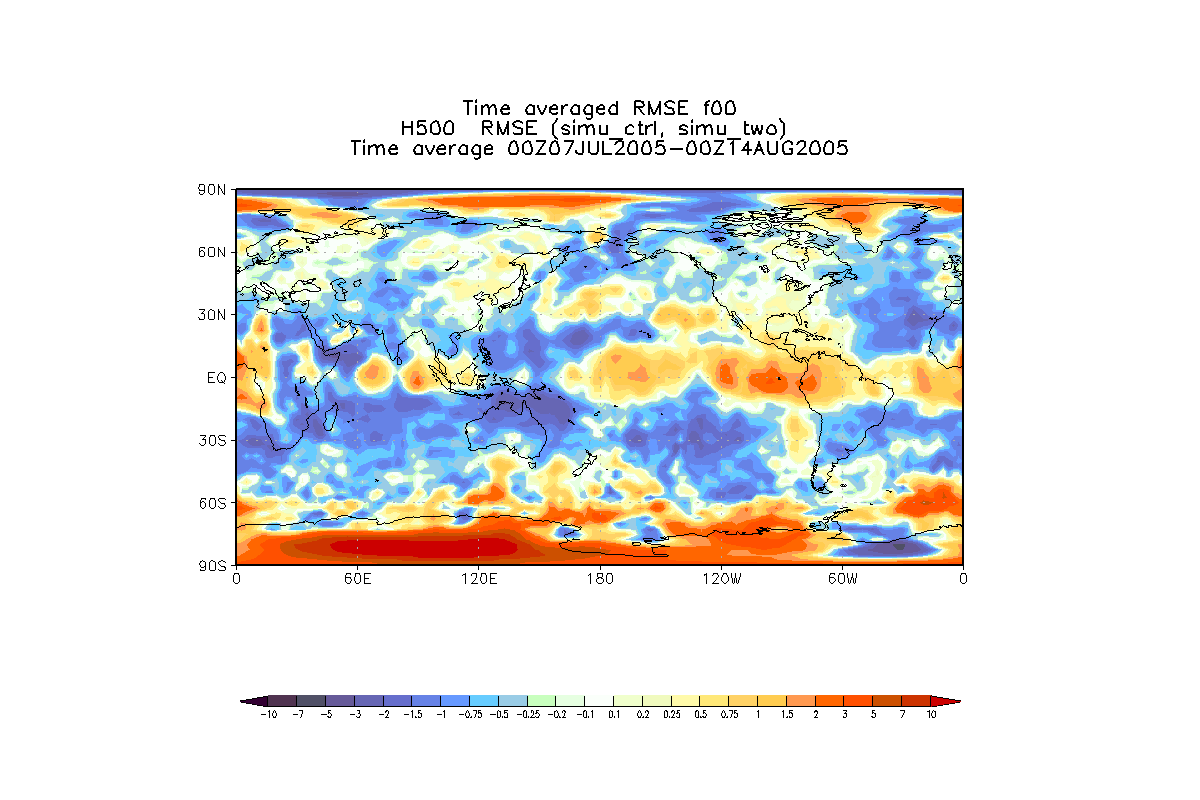 Time averaged RMSE f00
H500 RMSE (simu_ctrl, simu_two)
Time average 00Z07JUL2005-00Z14AUG2005
90N
60N
30N
EQ
30S
60S
90S
0 60E 120E 180 120W 60W 0
-10 -7 -5 -3 -2 -1.5 -1 -0.75 -0.5 -0.25 -0.2 -0.1 0.1 0.2 0.25 0.5 0.75 1 1.5 2 3 5 7 10